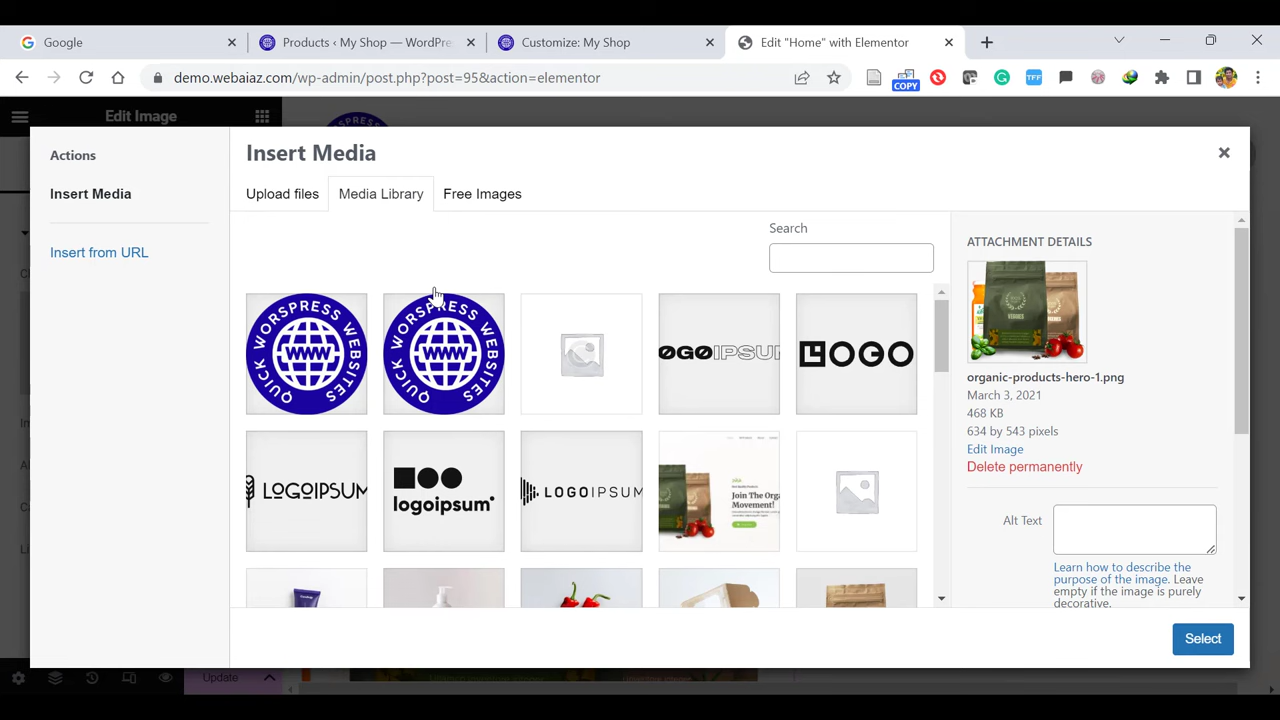 Google
Products ‹ My Shop — WordPre
Customize: My Shop
Edit "Home" with Elementor
demo.webaiaz.com/wp-admin/post.php?post=95&action=elementor
COPY
TFF
Edit Image
Actions
Insert Media
Insert from URL
Insert Media
Upload files
Media Library
Free Images
Search
QUICK WORSPRESS WEBSITES
WWW
QUICK WORSPRESS WEBSITES
WWW
OGOIPSUM
LOGO
LOGOIPSUM
logoipsum
LOGOIPSUM
Join The Orga
Movement!
ATTACHMENT DETAILS
organic-products-hero-1.png
March 3, 2021
468 KB
634 by 543 pixels
Edit Image
Delete permanently
Alt Text
Learn how to describe the
purpose of the image. Leave
empty if the image is purely
decorative.
Select
Update